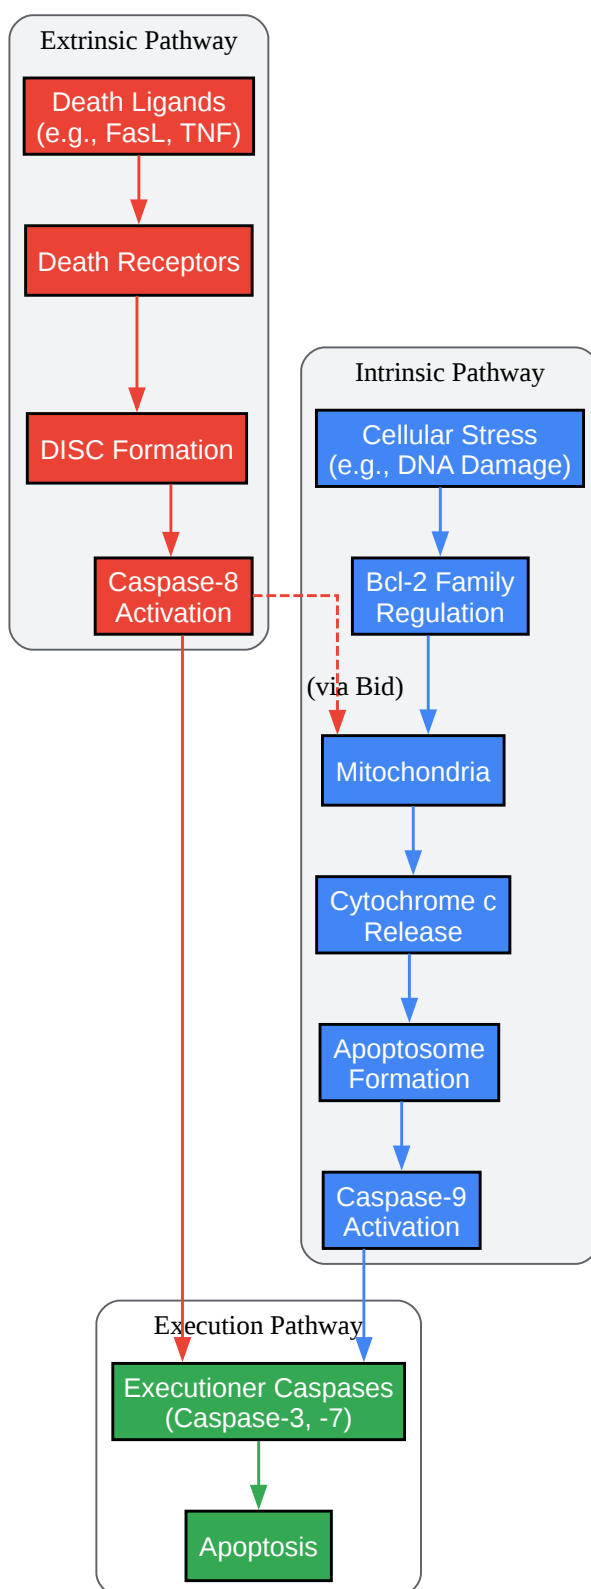 Extrinsic Pathway
Death Ligands
(e.g., FasL, TNF)
Death Receptors
DISC Formation
Caspase-8
Activation
Intrinsic Pathway
Cellular Stress
(e.g., DNA Damage)
Bcl-2 Family
Regulation
(via Bid)
Mitochondria
Cytochrome c
Release
Apoptosome
Formation
Caspase-9
Activation
Execution Pathway
Executioner Caspases
(Caspase-3, -7)
Apoptosis